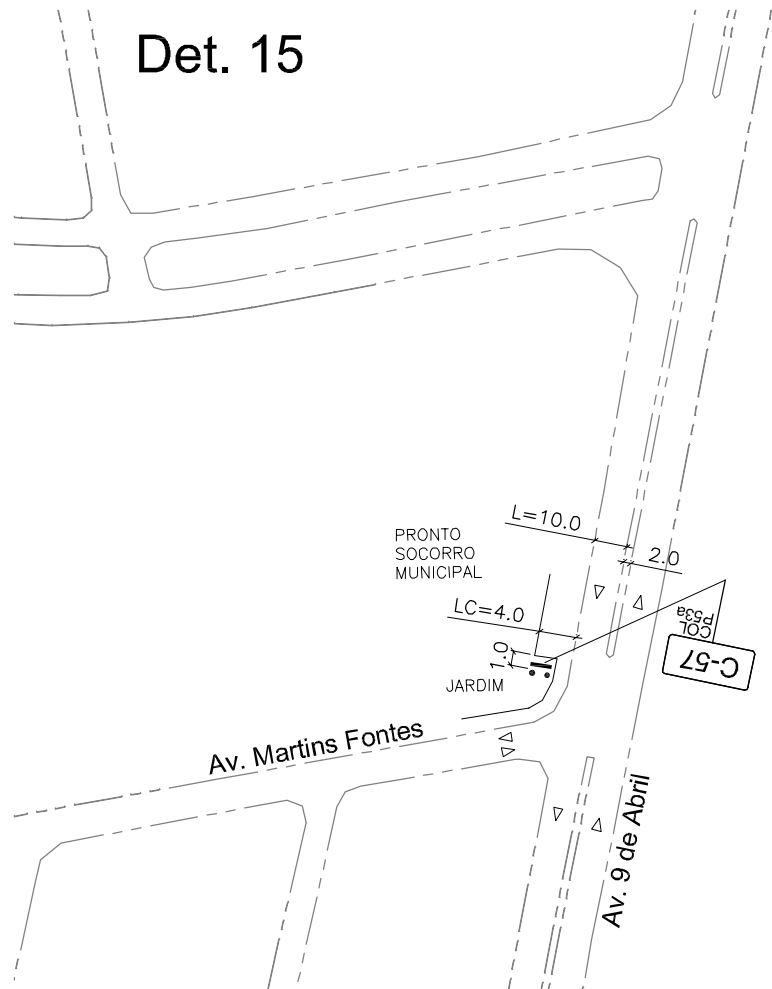 Det. 15
L=10.0
PRONTO
SOCORRO
MUNICIPAL
2.0
LC=4.0
COL
P53a
1.0
C-57
JARDIM
Av. Martins Fontes
Av. 9 de Abril